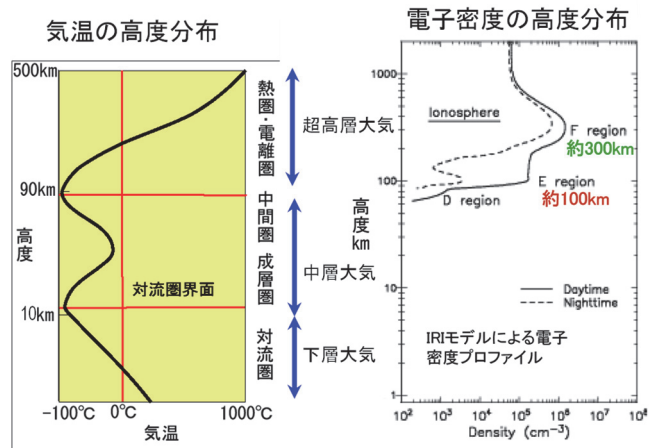 気温の高度分布
500km
90km
高度
10km
対流圏界面
-100℃
0℃
1000℃
気温
熱圏・電離圏
中間圏
成層圏
対流圏
超高層大気
中層大気
下層大気
電子密度の高度分布
1000
100
10
1
高度
km
Ionosphere
F region
約300km
E region
約100km
D region
Daytime
Nighttime
IRIモデルによる電子
密度プロファイル
10²
10³
10⁴
10⁵
10⁶
10⁷
10⁸
Density (cm⁻³)